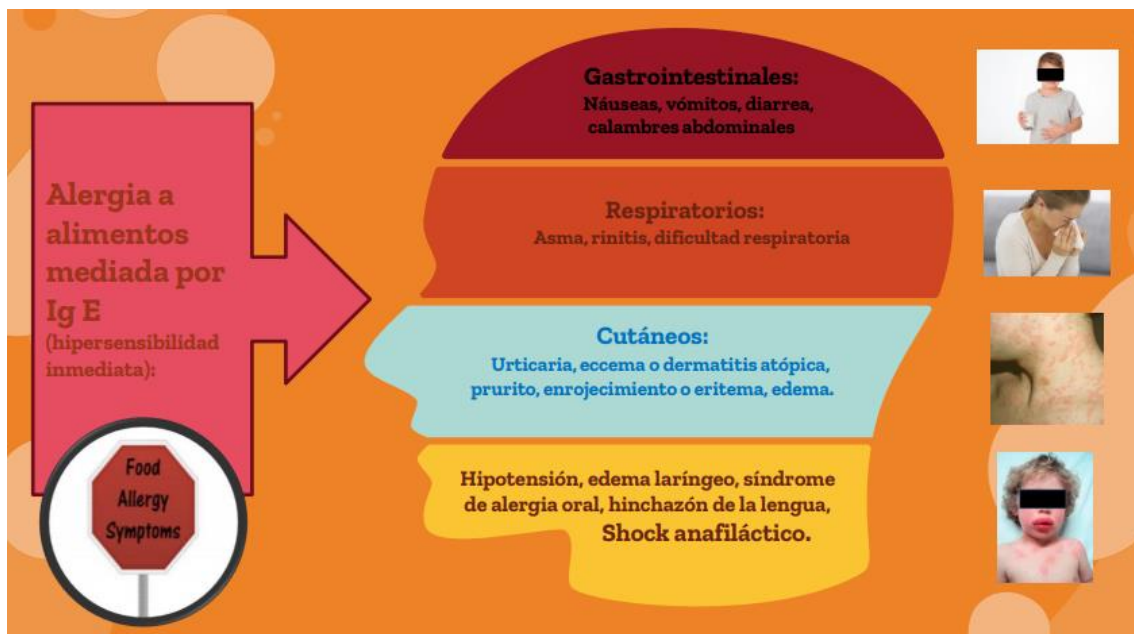 Alergia a
alimentos
mediada por
Ig E
(hipersensibilidad
inmediata):
Food
Allergy
Symptoms
Gastrointestinales:
Náuseas, vómitos, diarrea,
calambres abdominales
Respiratorios:
Asma, rinitis, dificultad respiratoria
Cutáneos:
Urticaria, eccema o dermatitis atópica,
prurito, enrojecimiento o eritema, edema.
Hipotensión, edema laríngeo, síndrome
de alergia oral, hinchazón de la lengua,
Shock anafiláctico.